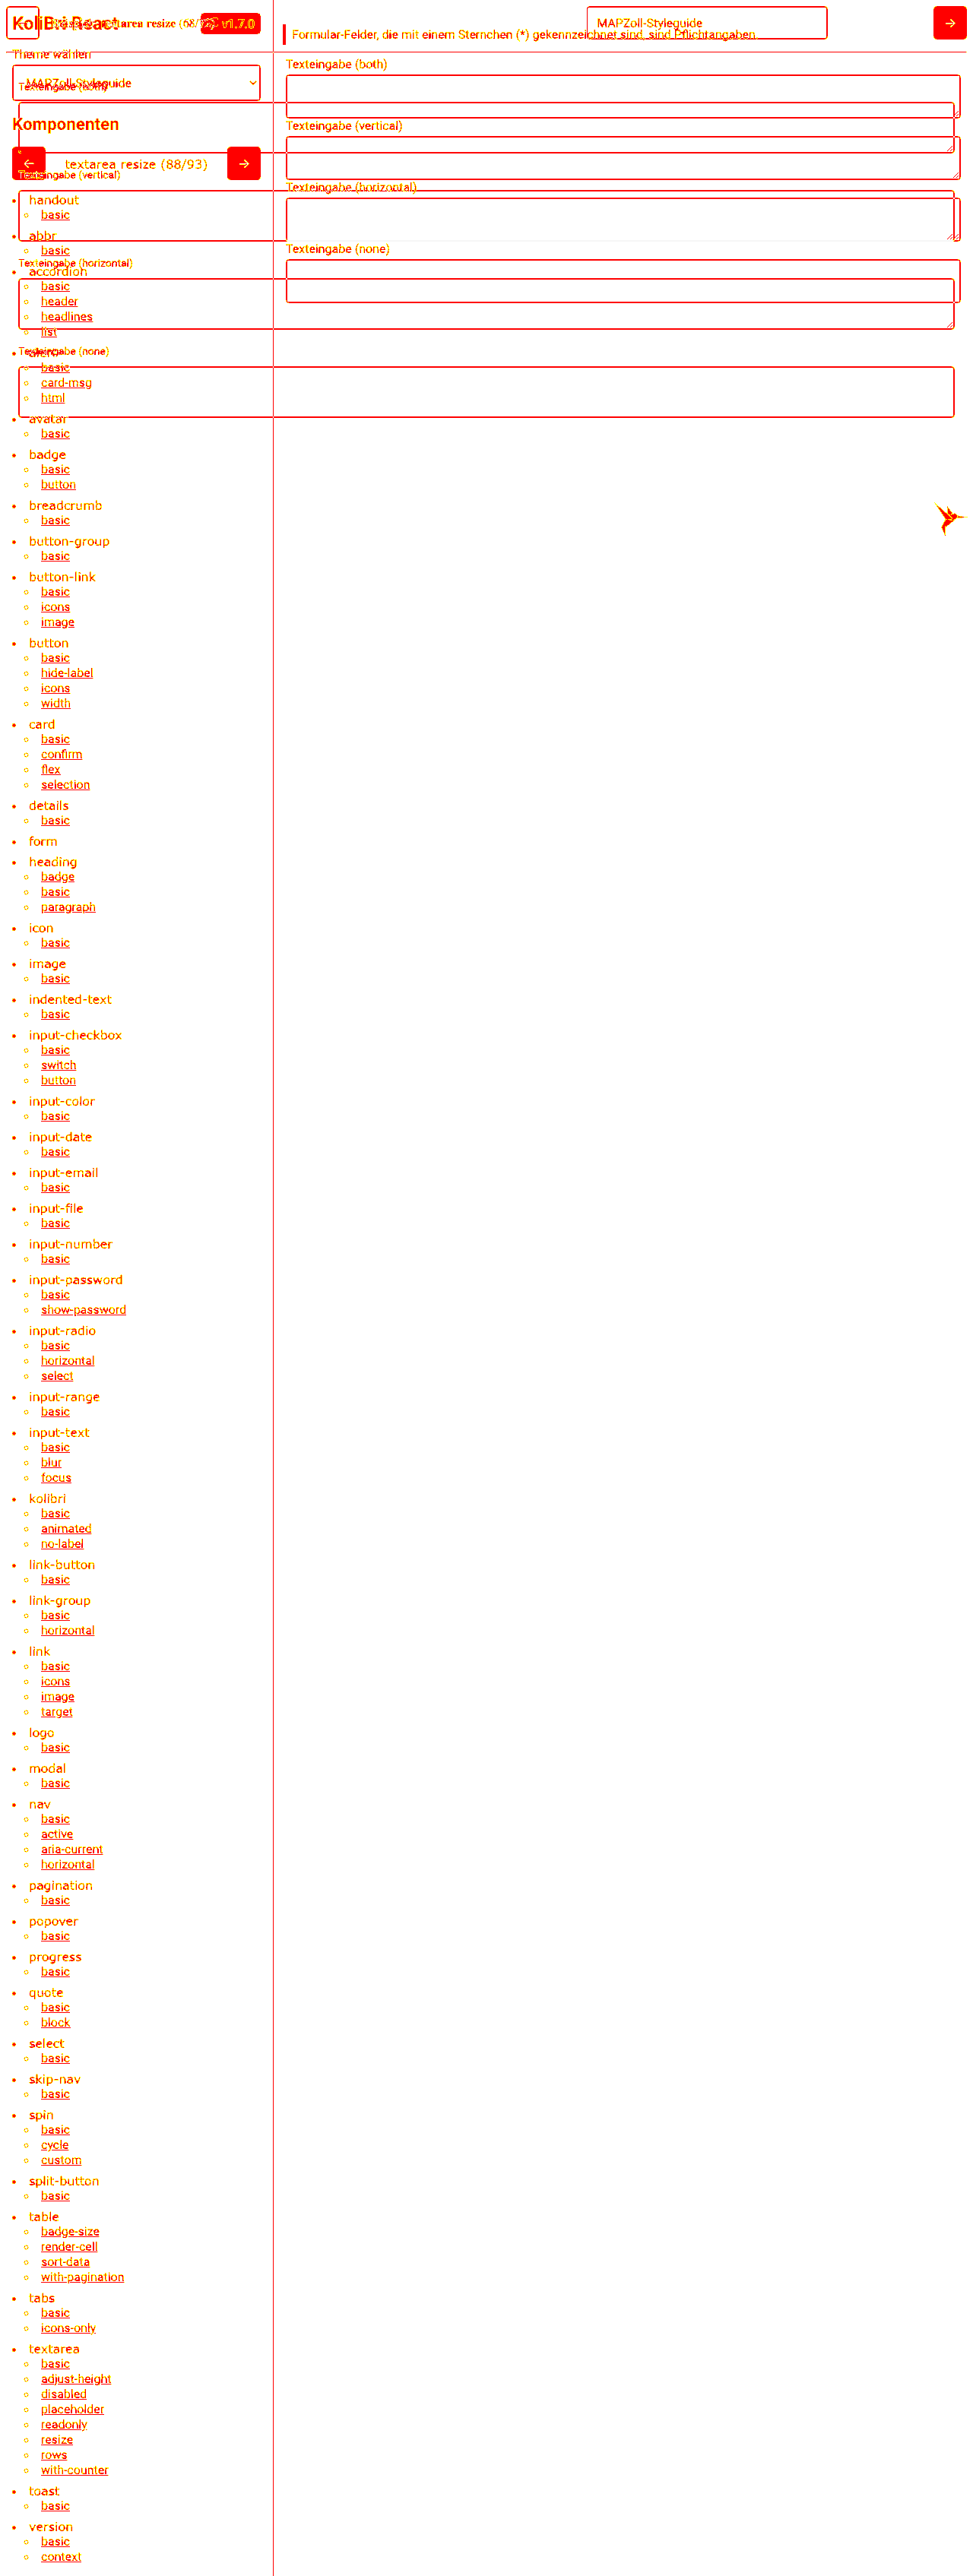 KoliBri React
v1.7.0
MAPZoll-Styleguide
Formular-Felder, die mit einem Sternchen (*) gekennzeichnet sind, sind Pflichtangaben.
Theme wählen
MAPZoll-Styleguide
Texteingabe (both)
Texteingabe (both)
Komponenten
Texteingabe (vertical)
textarea resize (88/93)
Texteingabe (vertical)
Texteingabe (horizontal)
handout
basic
abbr
basic
Texteingabe (none)
Texteingabe (horizontal)
accordion
basic
header
headlines
list
Texteingabe (none)
basic
card-msg
html
avatar
basic
badge
basic
button
breadcrumb
basic
button-group
basic
button-link
basic
icons
image
button
basic
hide-label
icons
width
card
basic
confirm
flex
selection
details
basic
form
heading
badge
basic
paragraph
icon
basic
image
basic
indented-text
basic
input-checkbox
basic
switch
button
input-color
basic
input-date
basic
input-email
basic
input-file
basic
input-number
basic
input-password
basic
show-password
input-radio
basic
horizontal
select
input-range
basic
input-text
basic
blur
focus
kolibri
basic
animated
no-label
link-button
basic
link-group
basic
horizontal
link
basic
icons
image
target
logo
basic
modal
basic
nav
basic
active
aria-current
horizontal
pagination
basic
popover
basic
progress
basic
quote
basic
block
select
basic
skip-nav
basic
spin
basic
cycle
custom
split-button
basic
table
badge-size
render-cell
sort-data
with-pagination
tabs
basic
icons-only
textarea
basic
adjust-height
disabled
placeholder
readonly
resize
rows
with-counter
toast
basic
version
basic
context